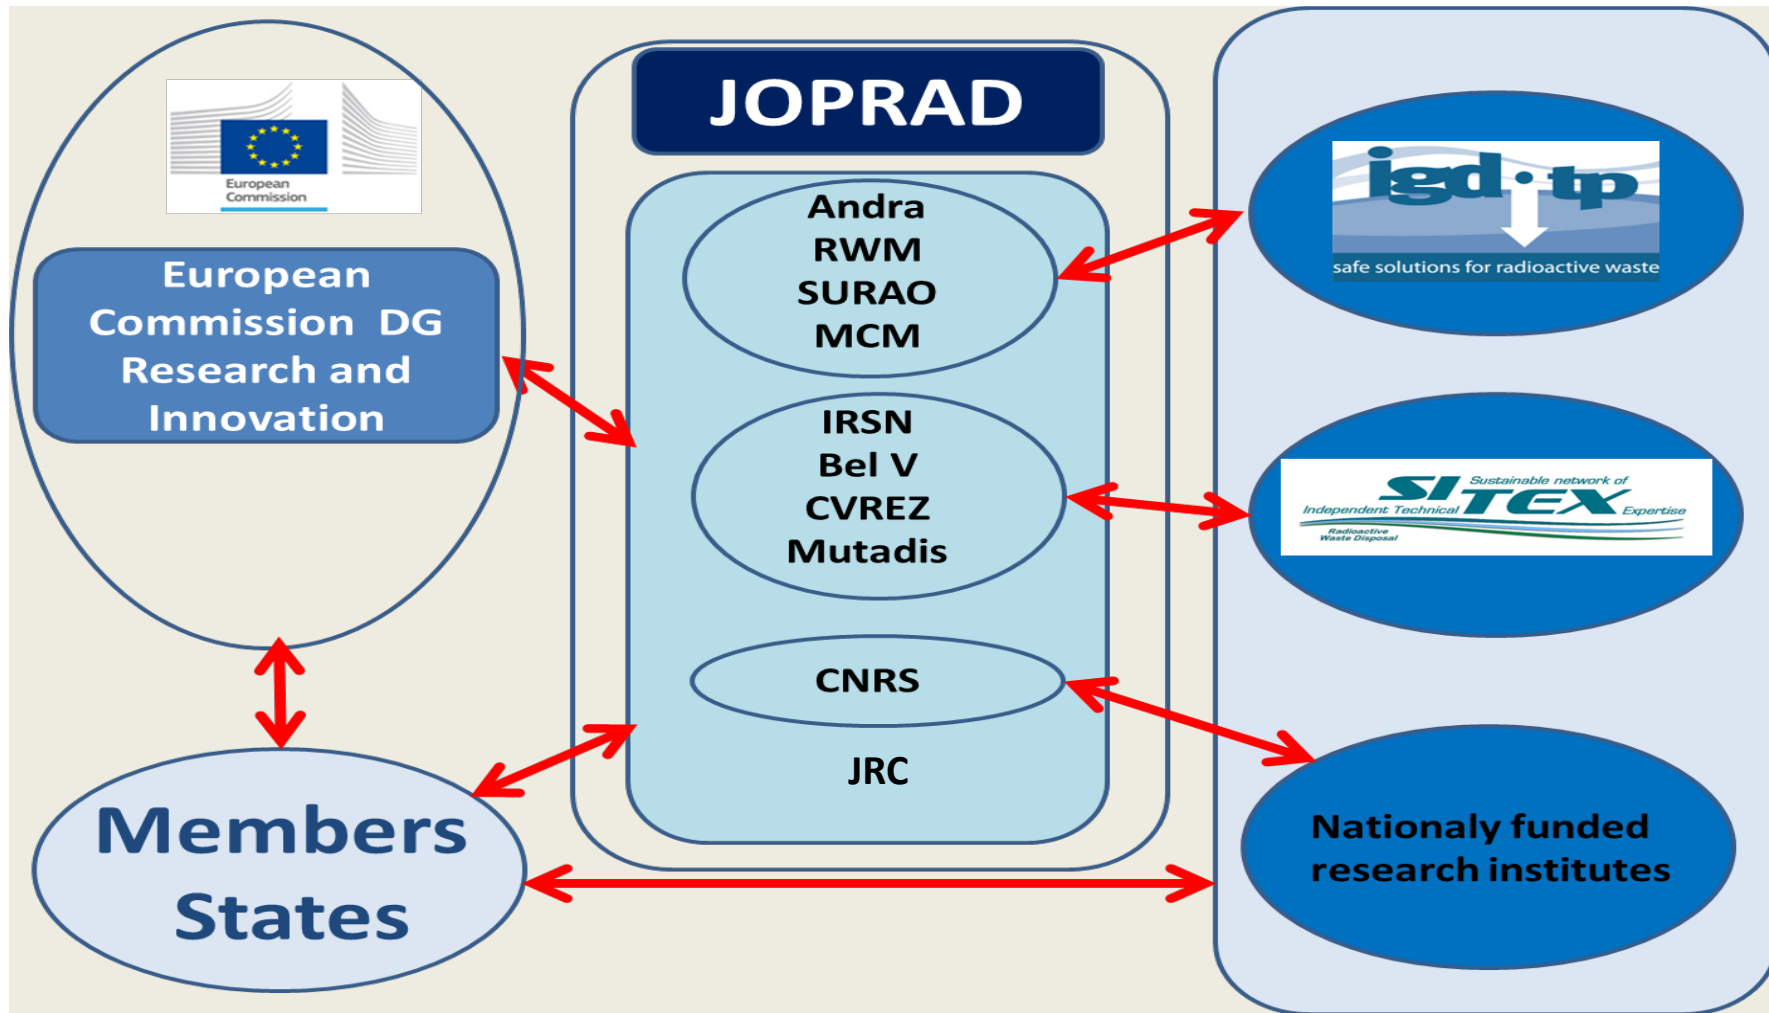 European
Commission
European
Commission DG
Research and
Innovation
Members
States
JOPRAD
Andra
RWM
SURAO
MCM
IRSN
Bel V
CVREZ
Mutadis
CNRS
JRC
igd·tp
safe solutions for radioactive waste
Sustainable network of
SITEX
Independent Technical Expertise
Radioactive
Waste Disposal
Nationaly funded
research institutes